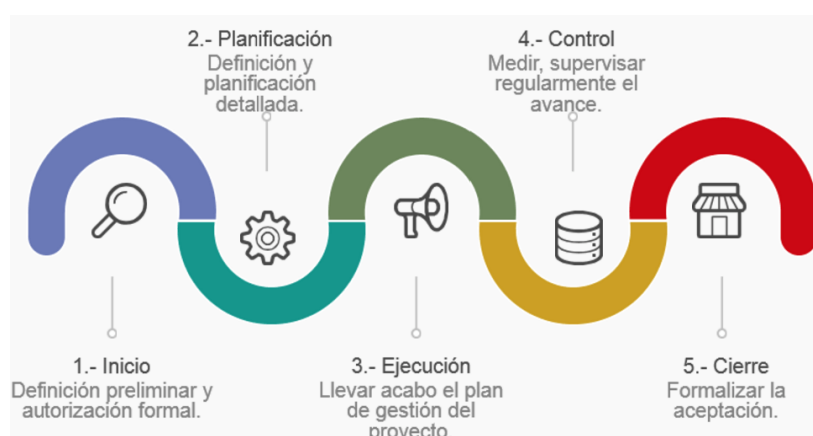 1.- Inicio
Definición preliminar y
autorización formal.
2.- Planificación
Definición y
planificación
detallada.
3.- Ejecución
Llevar acabo el plan
de gestión del
proyecto
4.- Control
Medir, supervisar
regularmente el
avance.
5.- Cierre
Formalizar la
aceptación.